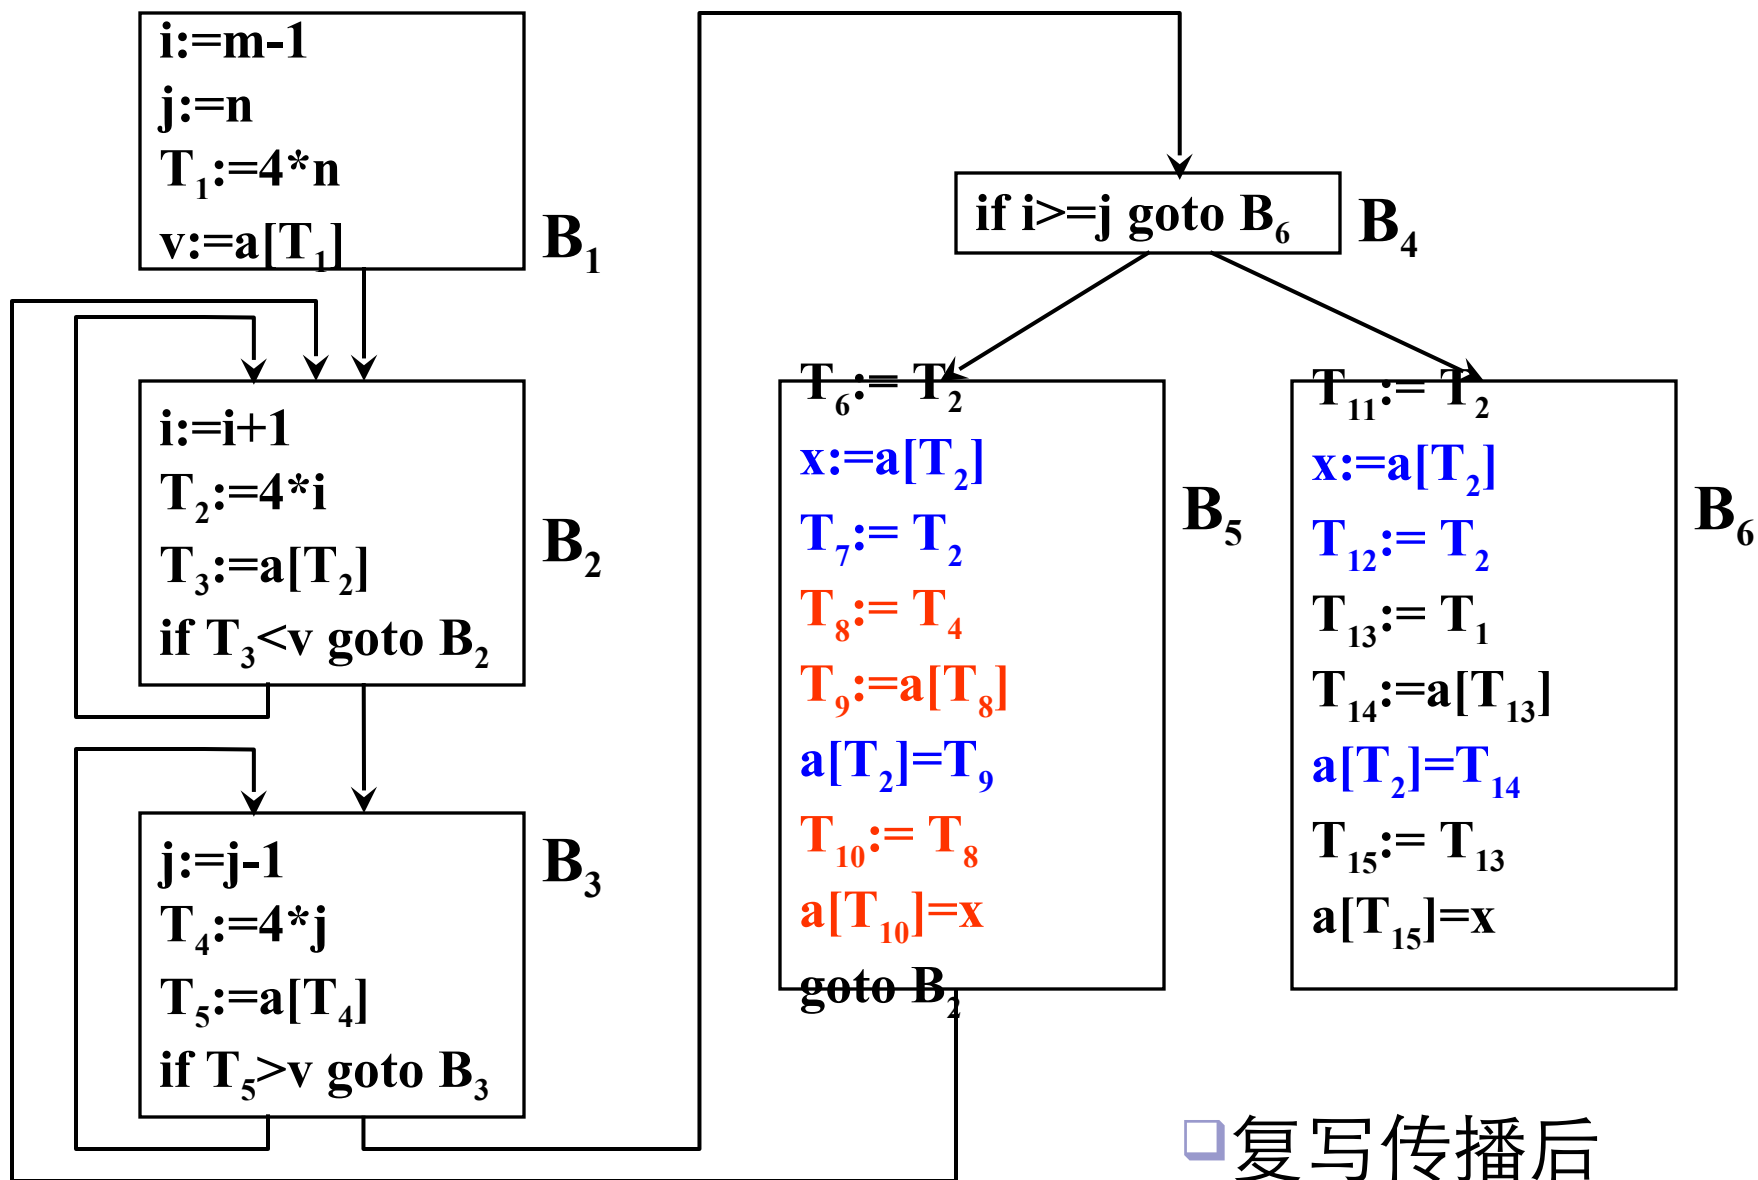 i:=m-1
j:=n
T₁:=4*n
v:=a[T₁]
B₁
i:=i+1
T₂:=4*i
T₃:=a[T₂]
if T₃<v goto B₂
B₂
j:=j-1
T₄:=4*j
T₅:=a[T₄]
if T₅>v goto B₃
B₃
if i>=j goto B₆
B₄
T₆:= T₂
x:=a[T₂]
T₇:= T₂
T₈:= T₄
T₉:=a[T₈]
a[T₂]=T₉
T₁₀:= T₈
a[T₁₀]=x
goto B₂
B₅
T₁₁:= T₂
x:=a[T₂]
T₁₂:= T₂
T₁₃:= T₁
T₁₄:=a[T₁₃]
a[T₂]=T₁₄
T₁₅:= T₁₃
a[T₁₅]=x
B₆
复写传播后